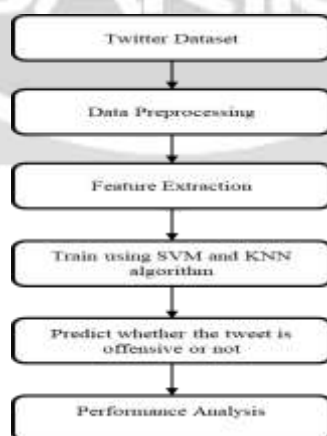 Twitter Dataset
Data Preprocessing
Feature Extraction
Train using SVM and KNN
algorithm
Predict whether the tweet is
offensive or not
Performance Analysis